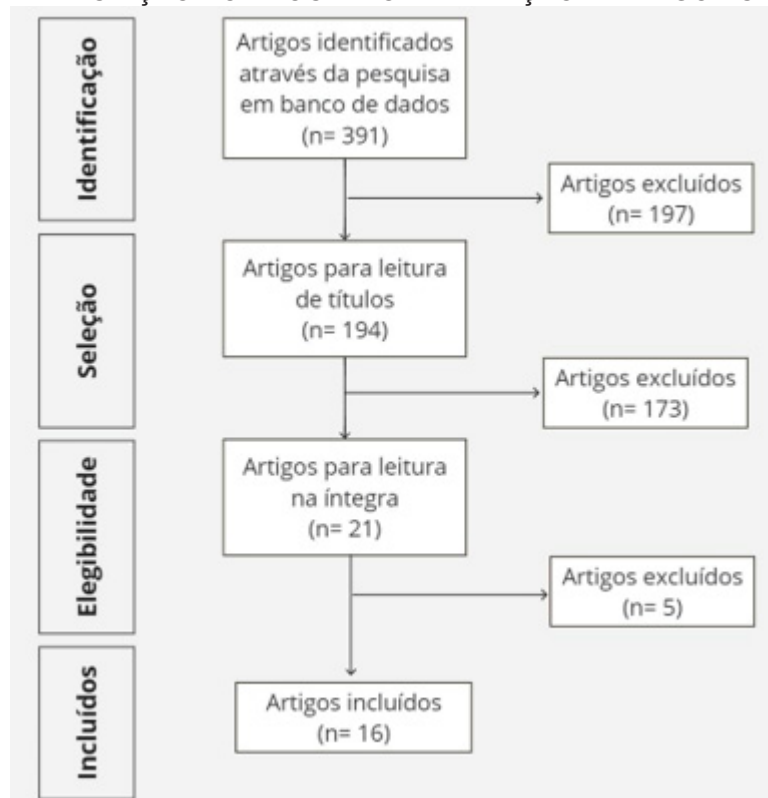 Identificação
Artigos identificados
através da pesquisa
em banco de dados
(n= 391)
Artigos excluídos
(n= 197)
Seleção
Artigos para leitura
de títulos
(n= 194)
Artigos excluídos
(n= 173)
Elegibilidade
Artigos para leitura
na íntegra
(n= 21)
Artigos excluídos
(n= 5)
Incluídos
Artigos incluídos
(n= 16)